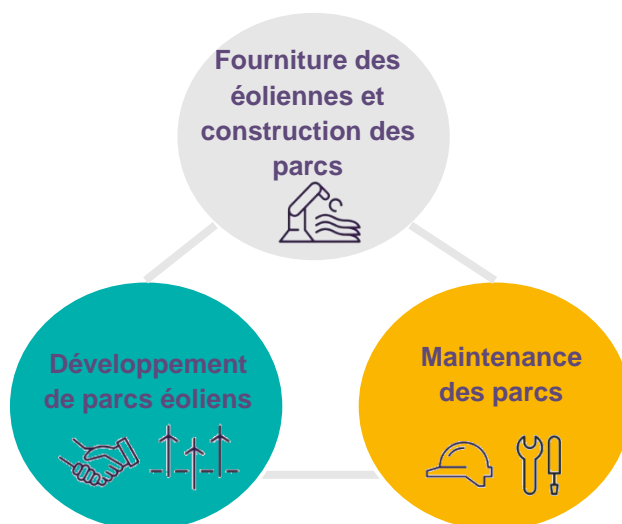 Fourniture des
éoliennes et
construction des
parcs
Développement
de parcs éoliens
Maintenance
des parcs